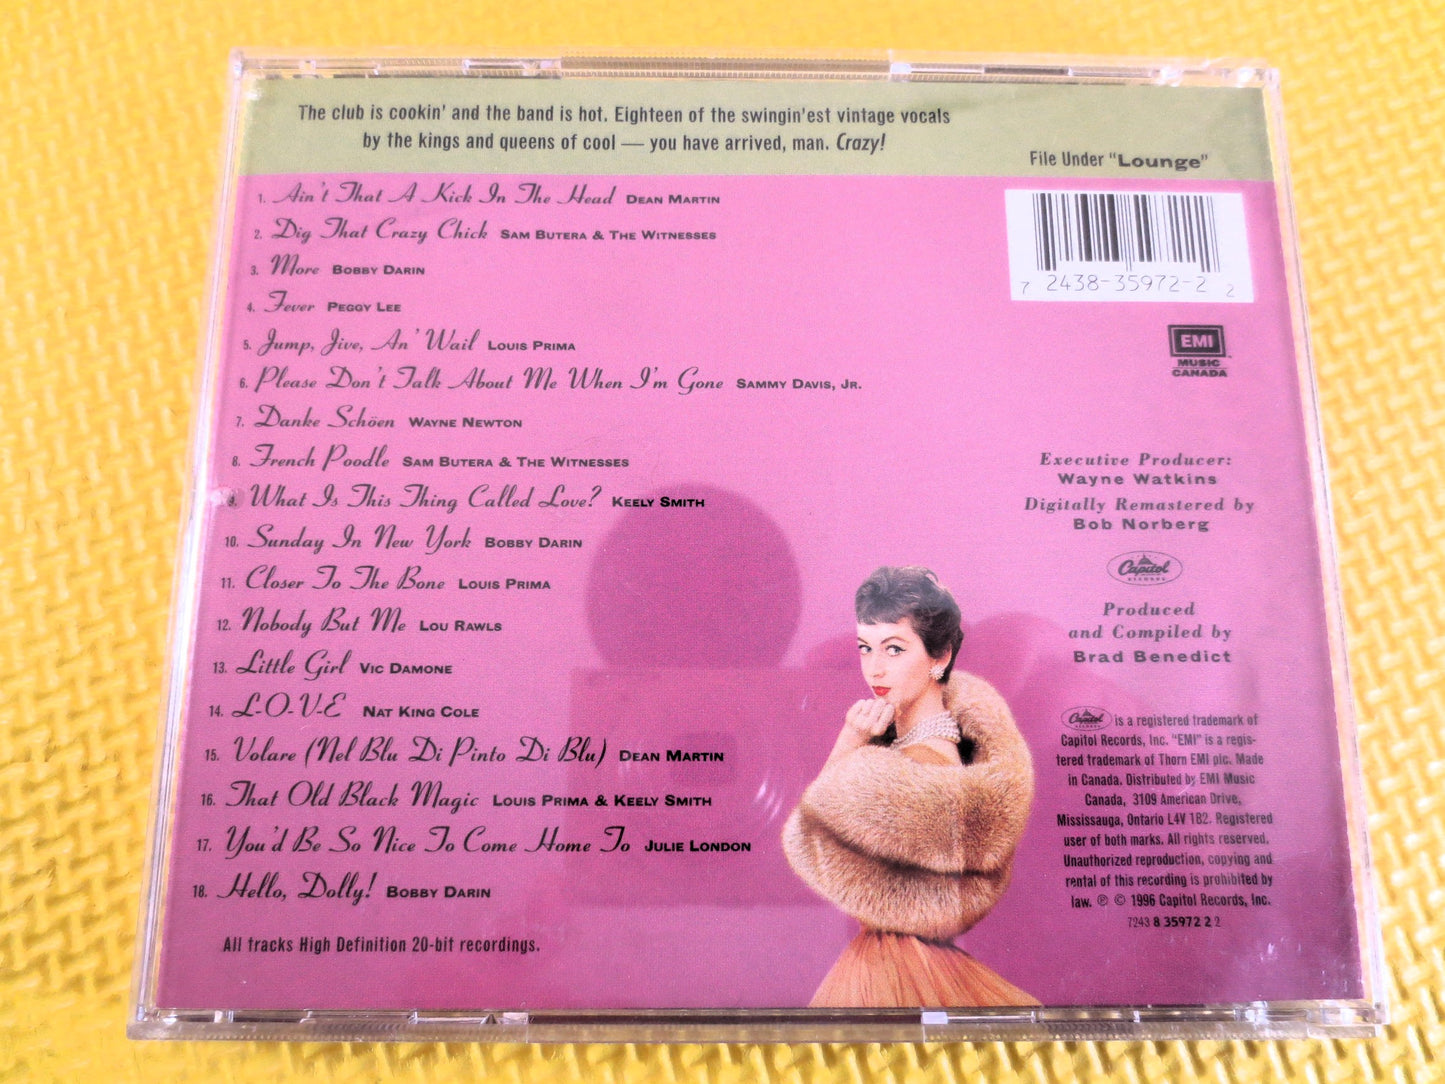 The club is cookin' and the band is hot. Eighteen of the swingin'est vintage vocals
by the kings and queens of cool — you have arrived, man. Crazy!
File Under "Lounge"
1. Ain't That A Kick In The Head DEAN MARTIN
2. Dig That Crazy Chick SAM BUTERA & THE WITNESSES
3. More BOBBY DARIN
4. Fever PEGGY LEE
5. Jump, Jive, An' Wail LOUIS PRIMA
6. Please Don't Talk About Me When I'm Gone SAMMY DAVIS, JR.
7. Danke Schöen WAYNE NEWTON
8. French Poodle SAM BUTERA & THE WITNESSES
9. What Is This Thing Called Love? KEELY SMITH
10. Sunday In New York BOBBY DARIN
11. Closer To The Bone LOUIS PRIMA
12. Nobody But Me LOU RAWLS
13. Little Girl VIC DAMONE
14. L-O-V-E NAT KING COLE
15. Volare (Nel Blu Di Pinto Di Blu) DEAN MARTIN
16. That Old Black Magic LOUIS PRIMA & KEELY SMITH
17. You'd Be So Nice To Come Home To JULIE LONDON
18. Hello, Dolly! BOBBY DARIN
All tracks High Definition 20-bit recordings.
7 2438-35972-2 2
EMI
MUSIC
CANADA
Executive Producer:
Wayne Watkins
Digitally Remastered by
Bob Norberg
Capitol
RECORDS
Produced
and Compiled by
Brad Benedict
Capitol RECORDS is a registered trademark of
Capitol Records, Inc. "EMI" is a regis-
tered trademark of Thorn EMI plc. Made
in Canada. Distributed by EMI Music
Canada, 3109 American Drive,
Mississauga, Ontario L4V 1B2. Registered
user of both marks. All rights reserved.
Unauthorized reproduction, copying and
rental of this recording is prohibited by
law. ℗ © 1996 Capitol Records, Inc.
7243 8 35972 2 2